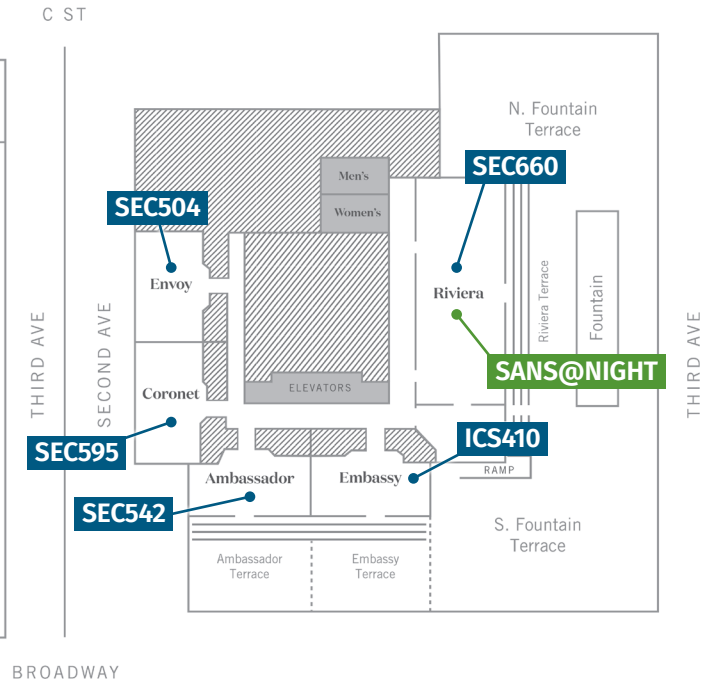 C ST
N. Fountain
Terrace
Men's
SEC660
SEC504
Women's
Envoy
Riviera
Riviera Terrace
Fountain
THIRD AVE
SECOND AVE
THIRD AVE
SANS@NIGHT
ELEVATORS
Coronet
SEC595
ICS410
RAMP
Ambassador
Embassy
SEC542
S. Fountain
Terrace
Ambassador
Terrace
Embassy
Terrace
BROADWAY